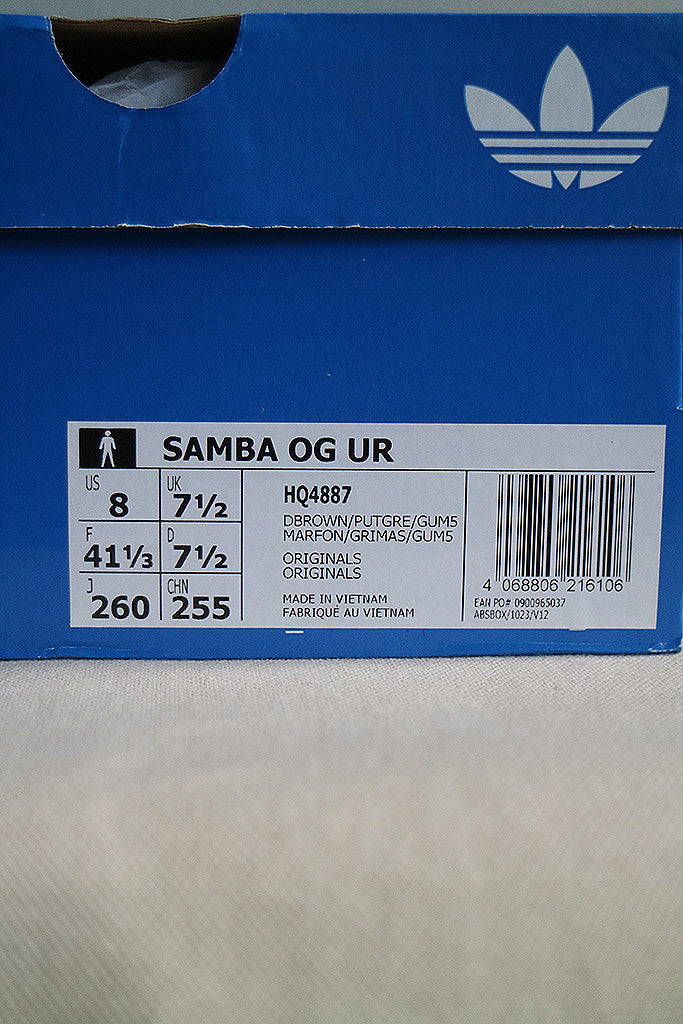 SAMBA OG UR
US 8 UK 7½
F 41⅓ D 7½
J 260 CHN 255
HQ4887
DBROWN/PUTGRE/GUM5
MARFON/GRIMAS/GUM5
ORIGINALS
ORIGINALS
MADE IN VIETNAM
FABRIQUÉ AU VIETNAM
4 068806 216106
EAN PO# 0900965037
ABSBOX/1023/V12